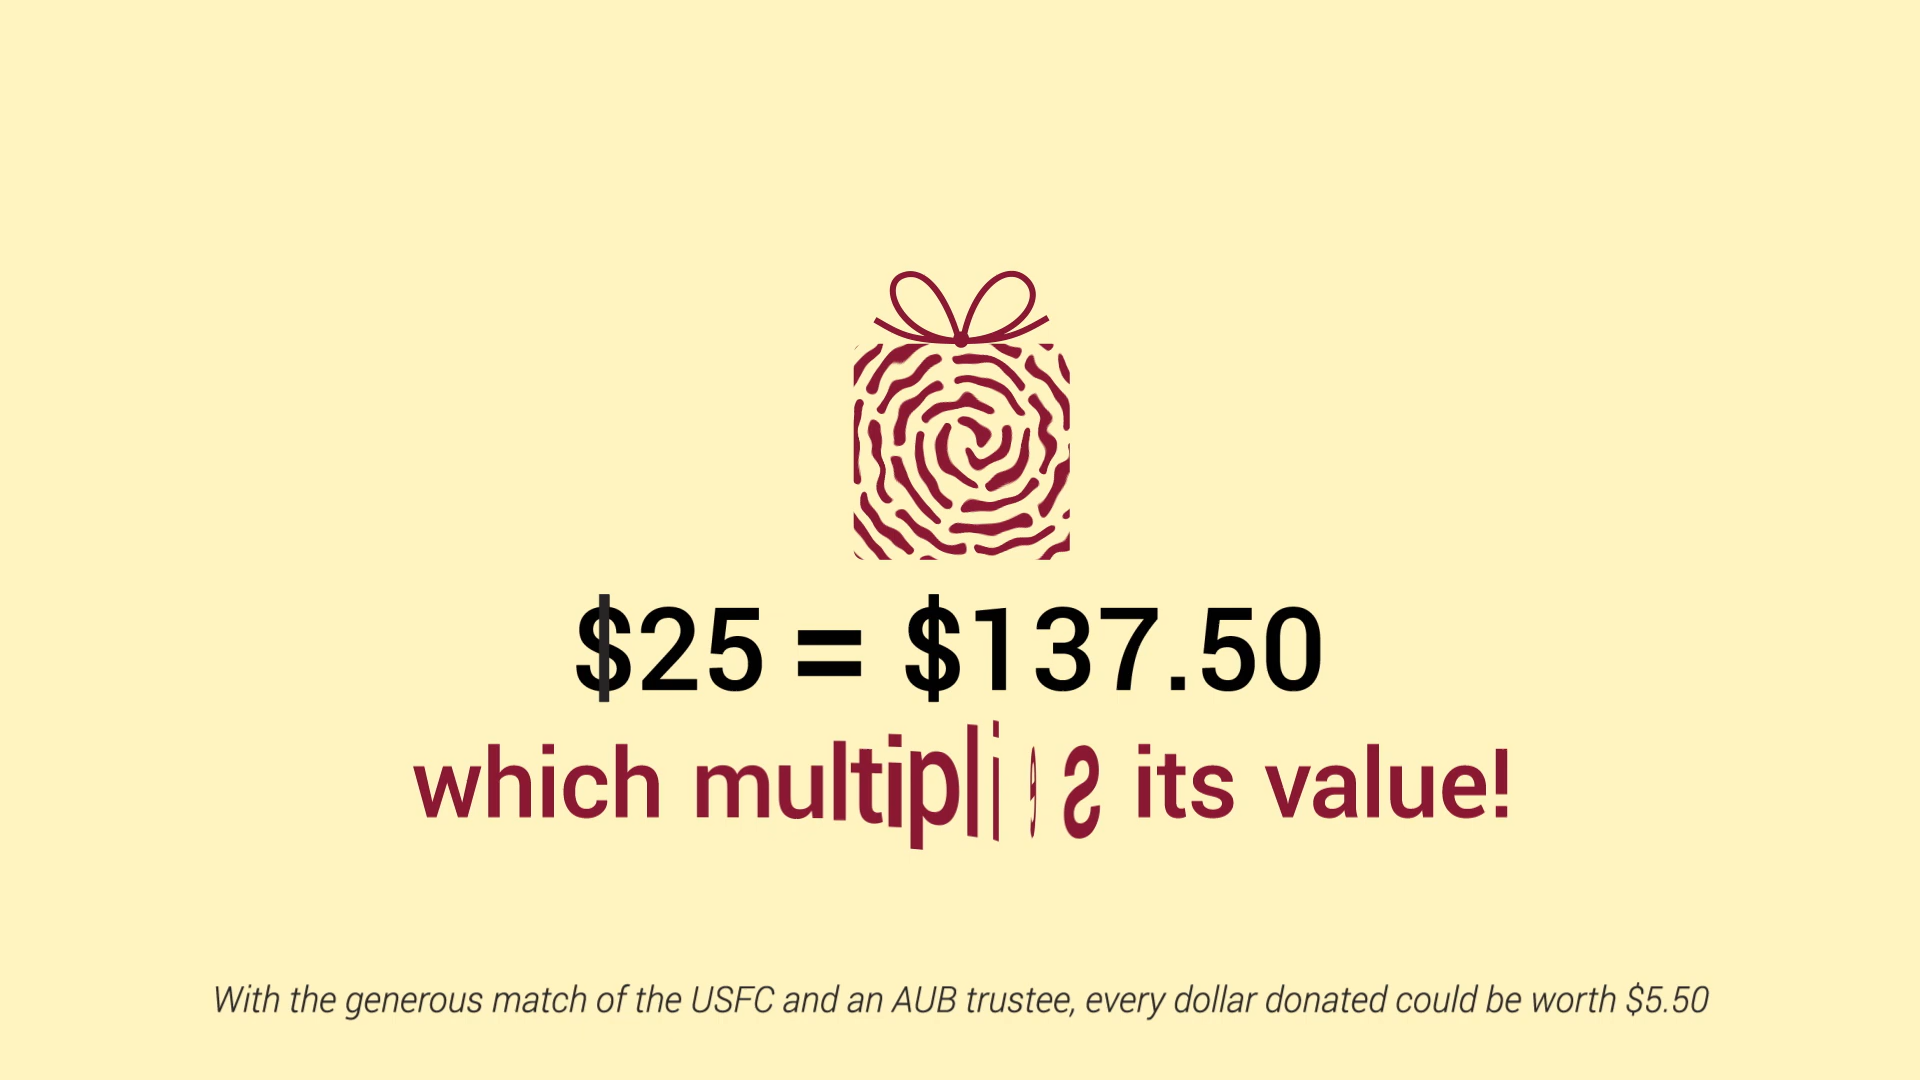 $25 = $137.50
which multiplies its value!
With the generous match of the USFC and an AUB trustee, every dollar donated could be worth $5.50